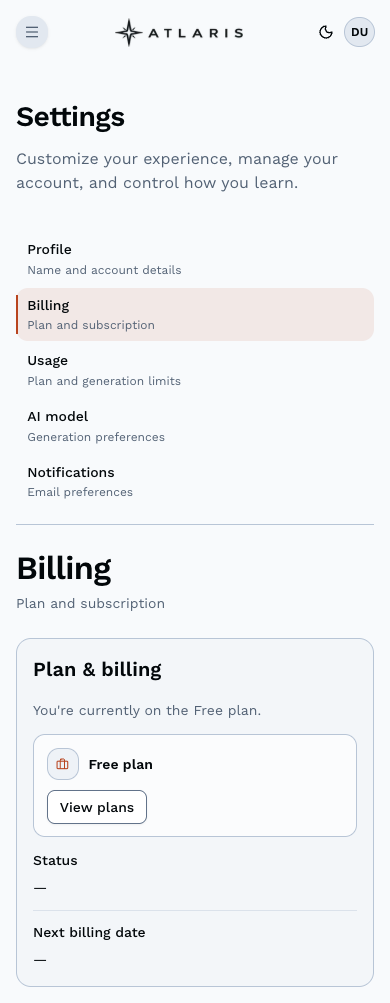 ATLARIS
DU
Settings
Customize your experience, manage your
account, and control how you learn.
Profile
Name and account details
Billing
Plan and subscription
Usage
Plan and generation limits
AI model
Generation preferences
Notifications
Email preferences
Billing
Plan and subscription
Plan & billing
You're currently on the Free plan.
Free plan
View plans
Status
—
Next billing date
—